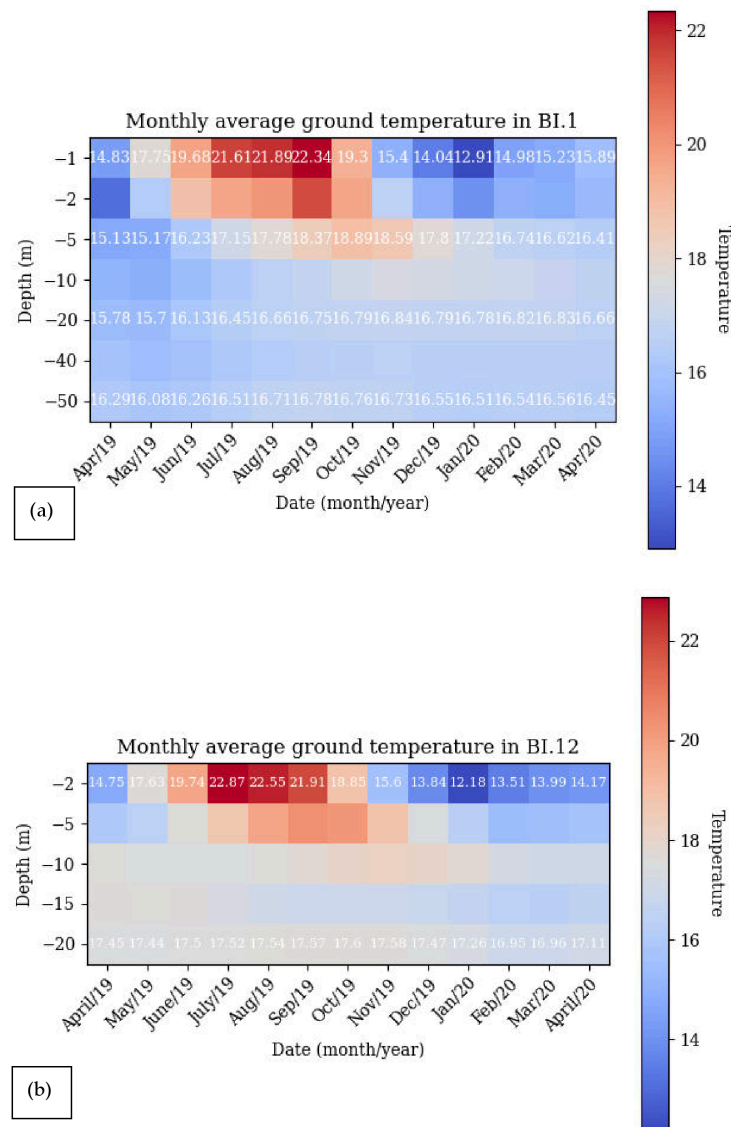 Monthly average ground temperature in BI.1
−1 14.83 17.75 19.68 21.61 21.89 22.34 19.3 15.4 14.04 12.91 14.98 15.23 15.89
−2
−5 15.13 15.17 16.23 17.15 17.78 18.37 18.89 18.59 17.8 17.22 16.74 16.62 16.41
−10
−20 15.78 15.7 16.13 16.45 16.66 16.75 16.79 16.84 16.79 16.78 16.82 16.83 16.66
−40
−50 16.29 16.08 16.26 16.51 16.71 16.78 16.76 16.73 16.55 16.51 16.54 16.56 16.45
Depth (m)
Apr/19 May/19 Jun/19 Jul/19 Aug/19 Sep/19 Oct/19 Nov/19 Dec/19 Jan/20 Feb/20 Mar/20 Apr/20
Date (month/year)
22
20
18
16
14
Temperature
(a)
Monthly average ground temperature in BI.12
−2 14.75 17.63 19.74 22.87 22.55 21.91 18.85 15.6 13.84 12.18 13.51 13.99 14.17
−5
−10
−15
−20 17.45 17.44 17.5 17.52 17.54 17.57 17.6 17.58 17.47 17.26 16.95 16.96 17.11
Depth (m)
April/19 May/19 June/19 July/19 Aug/19 Sep/19 Oct/19 Nov/19 Dec/19 Jan/20 Feb/20 Mar/20 April/20
Date (month/year)
22
20
18
16
14
Temperature
(b)